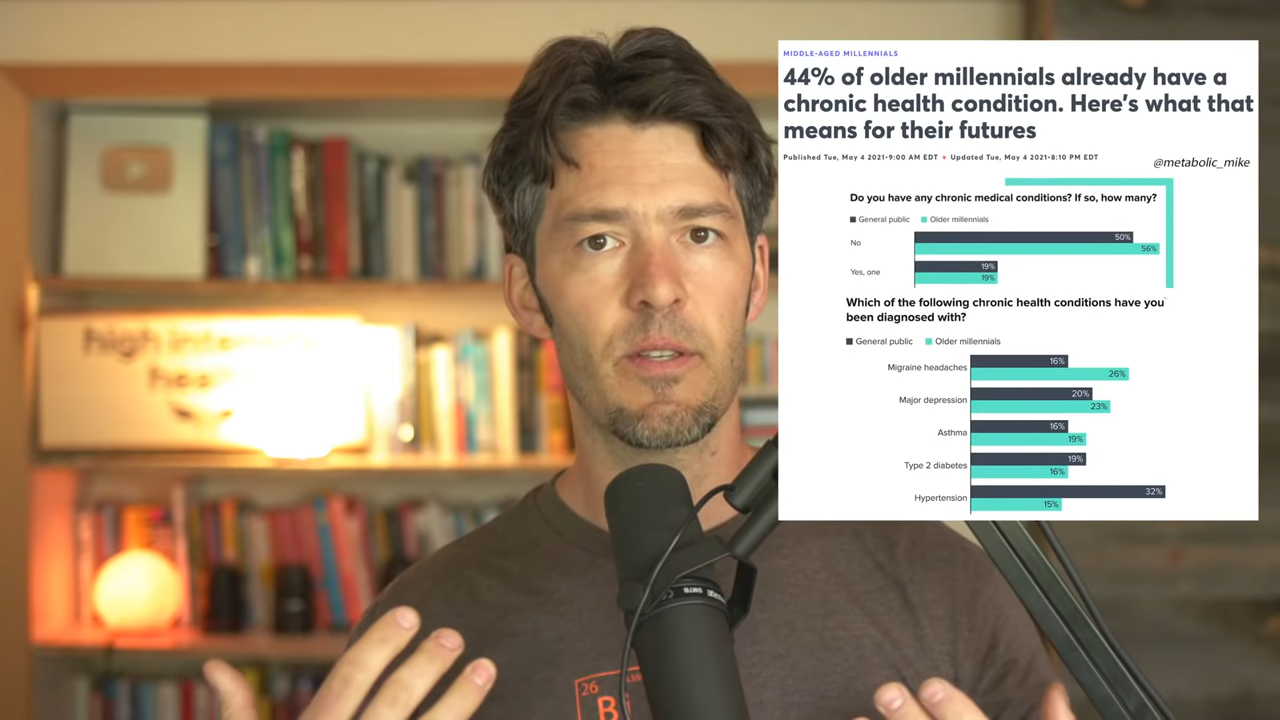 MIDDLE-AGED MILLENNIALS
44% of older millennials already have a
chronic health condition. Here's what that
means for their futures
Published Tue, May 4 2021•9:00 AM EDT • Updated Tue, May 4 2021•8:10 PM EDT
@metabolic_mike
Do you have any chronic medical conditions? If so, how many?
General public Older millennials
No 50%
56%
Yes, one 19%
19%
Which of the following chronic health conditions have you
been diagnosed with?
General public Older millennials
Migraine headaches 16%
26%
Major depression 20%
23%
Asthma 16%
19%
Type 2 diabetes 19%
16%
Hypertension 32%
15%
high intensity
health
26
B
SM7B